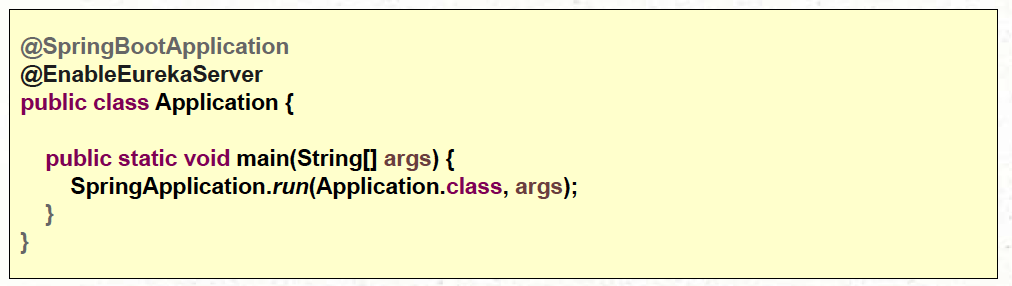 @SpringBootApplication
@EnableEurekaServer
public class Application {
public static void main(String[] args) {
SpringApplication.run(Application.class, args);
}
}